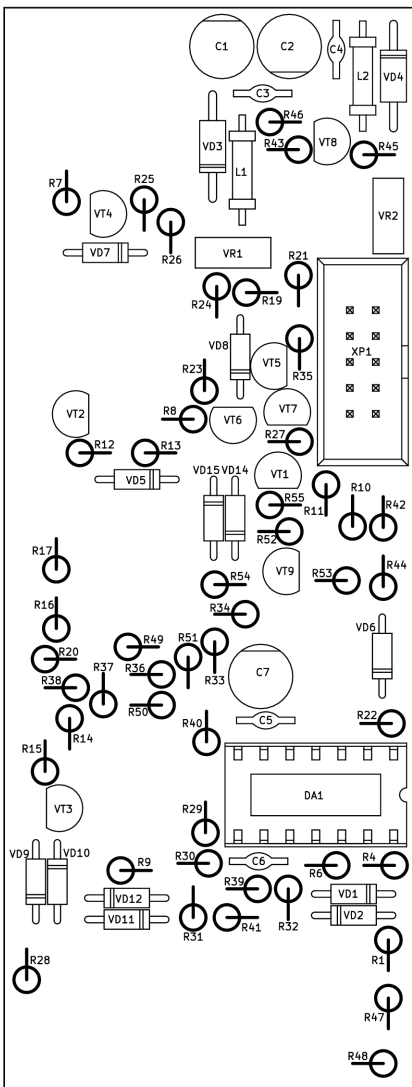 C1
C2
C4
L2
VD4
C3
R46
VD3
L1
R43
VT8
R45
R7
R25
VT4
R26
VD7
VR1
VR2
R21
R24
R19
XP1
VD8
R35
R23
VT5
R8
VT6
VT7
VT2
R27
R12
R13
VD5
VD15
VD14
VT1
R55
R11
R10
R42
R52
R17
VT9
R53
R44
R54
R16
R34
VD6
R49
R51
R33
R20
R36
R37
R38
C7
R50
C5
R22
R14
R40
R15
DA1
VT3
R29
VD9
VD10
R30
C6
R6
R4
R9
R39
VD12
VD1
VD11
VD2
R31
R41
R32
R1
R28
R47
R48